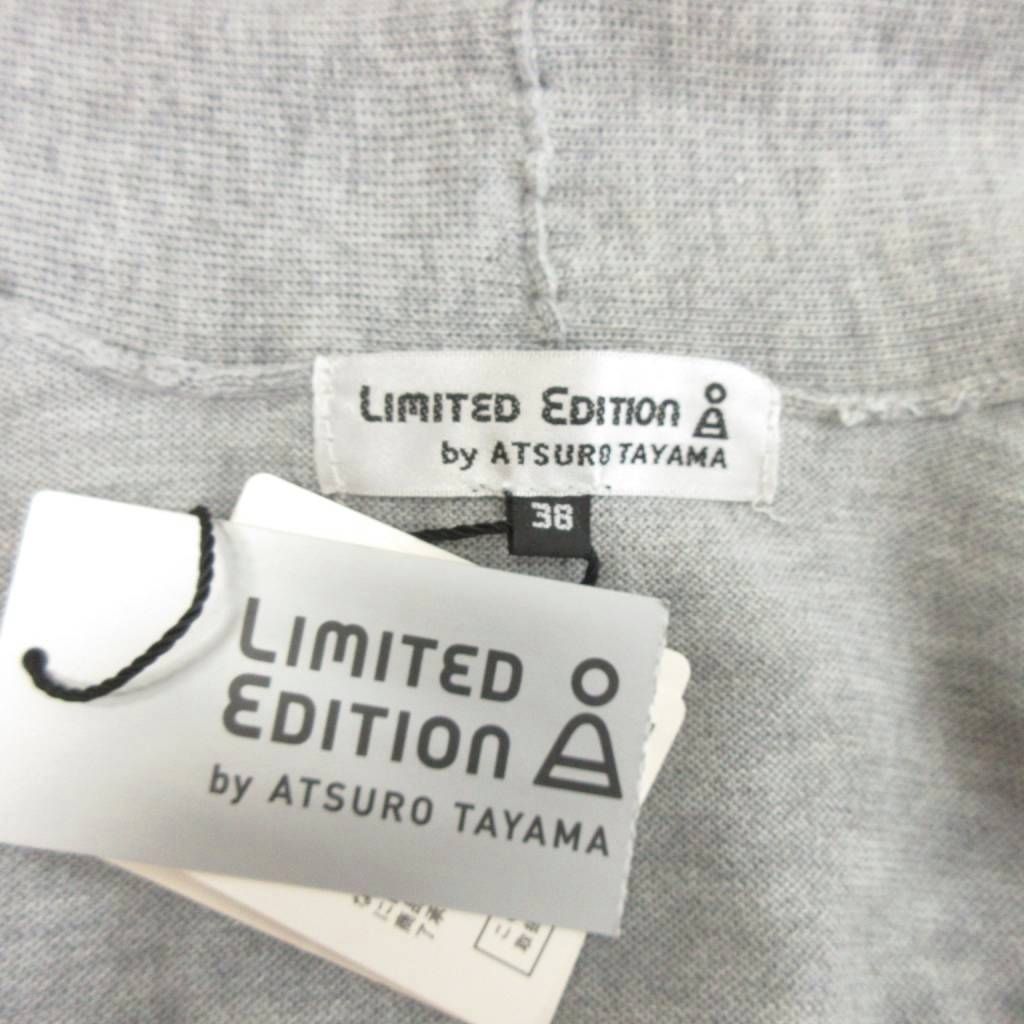 LIMITED EDITION
by ATSURO TAYAMA
38
LIMITED
EDITION
by ATSURO TAYAMA